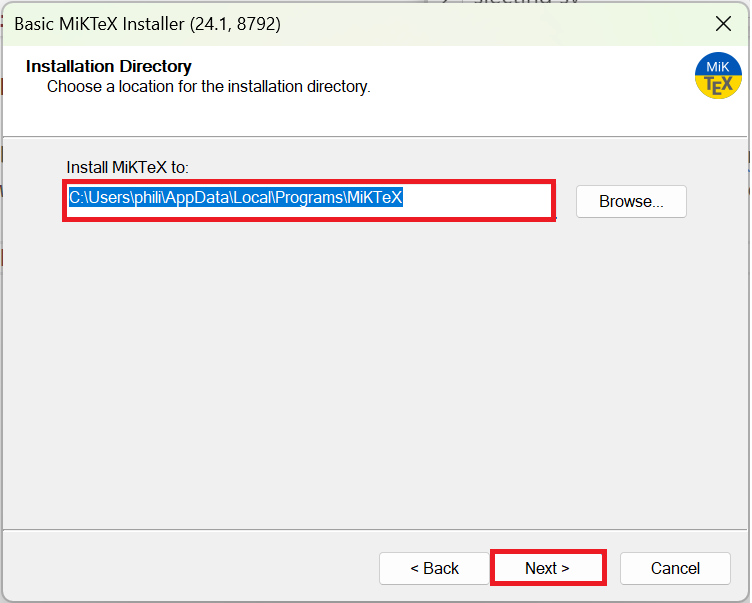 Basic MiKTeX Installer (24.1, 8792)
Installation Directory
Choose a location for the installation directory.
MiK
TEX
Install MiKTeX to:
C:\Users\phili\AppData\Local\Programs\MiKTeX
Browse...
< Back
Next >
Cancel